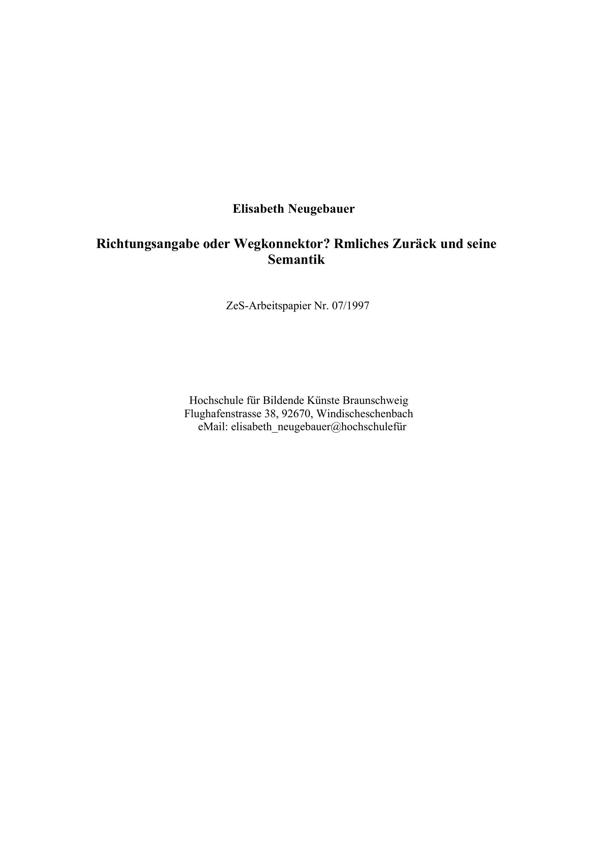 Elisabeth Neugebauer
Richtungsangabe oder Wegkonnektor? Rmliches Zuräck und seine
Semantik
ZeS-Arbeitspapier Nr. 07/1997
Hochschule für Bildende Künste Braunschweig
Flughafenstrasse 38, 92670, Windischeschenbach
eMail: elisabeth_neugebauer@hochschulefür